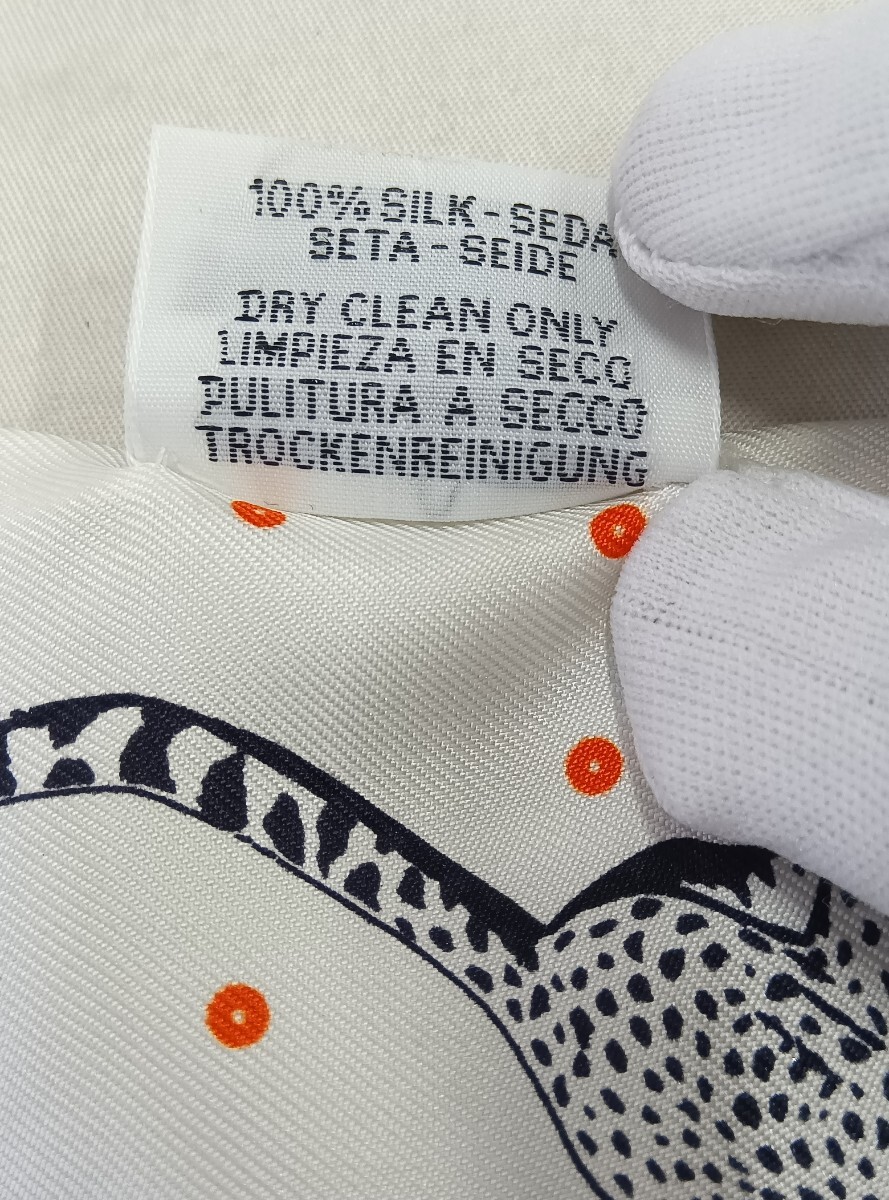 100% SILK - SEDA
SETA - SEIDE
DRY CLEAN ONLY
LIMPIEZA EN SECO
PULITURA A SECCO
TROCKENREINIGUNG